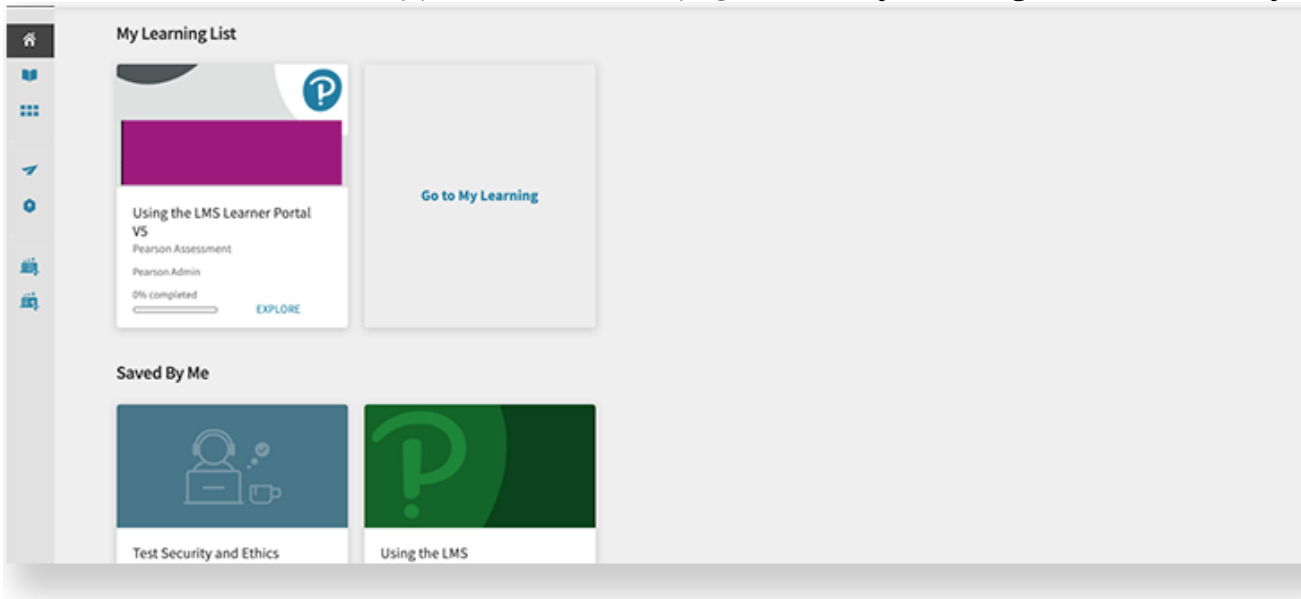 My Learning List
Go to My Learning
Using the LMS Learner Portal
V5
Pearson Assessment
Pearson Admin
0% completed
EXPLORE
Saved By Me
Test Security and Ethics
Using the LMS